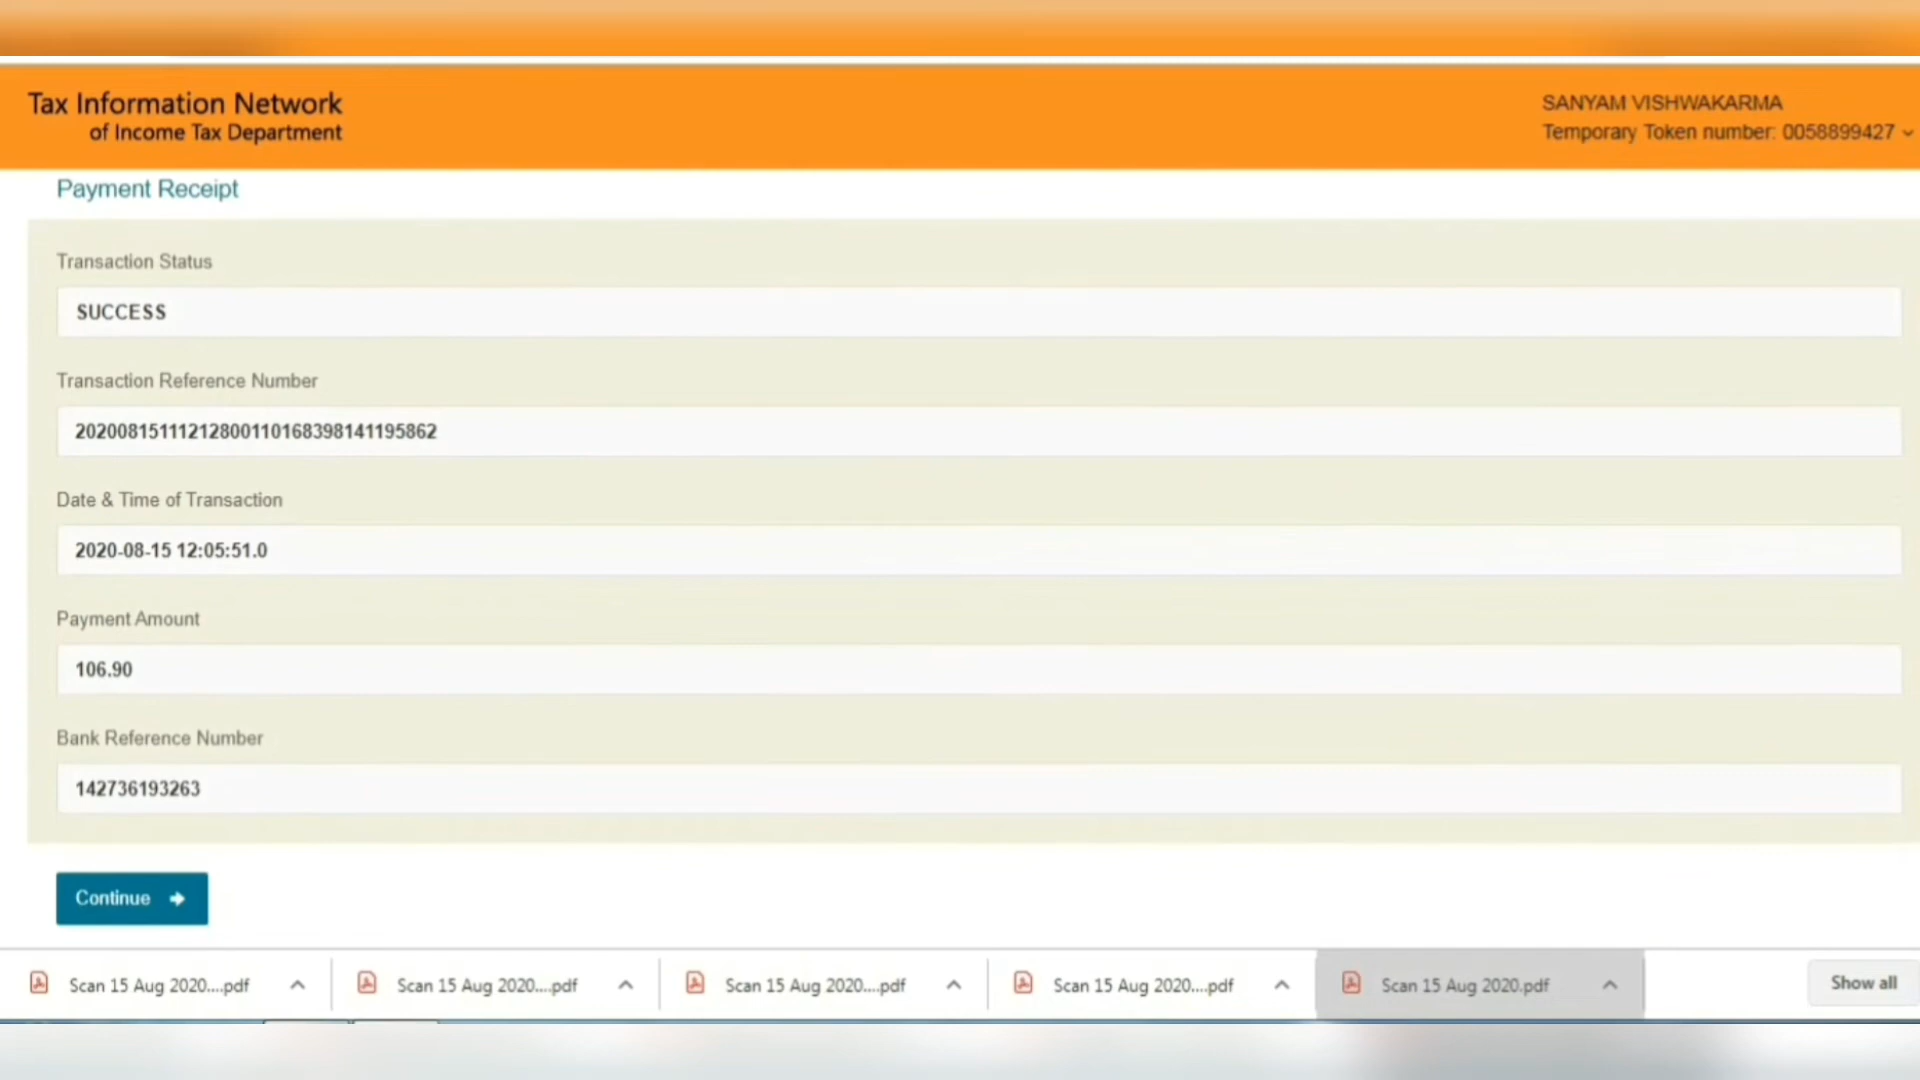 Tax Information Network
of Income Tax Department
SANYAM VISHWAKARMA
Temporary Token number: 0058899427
Payment Receipt
Transaction Status
SUCCESS
Transaction Reference Number
20200815111212800110168398141195862
Date & Time of Transaction
2020-08-15 12:05:51.0
Payment Amount
106.90
Bank Reference Number
142736193263
Continue
Scan 15 Aug 2020....pdf
Scan 15 Aug 2020....pdf
Scan 15 Aug 2020....pdf
Scan 15 Aug 2020....pdf
Scan 15 Aug 2020.pdf
Show all